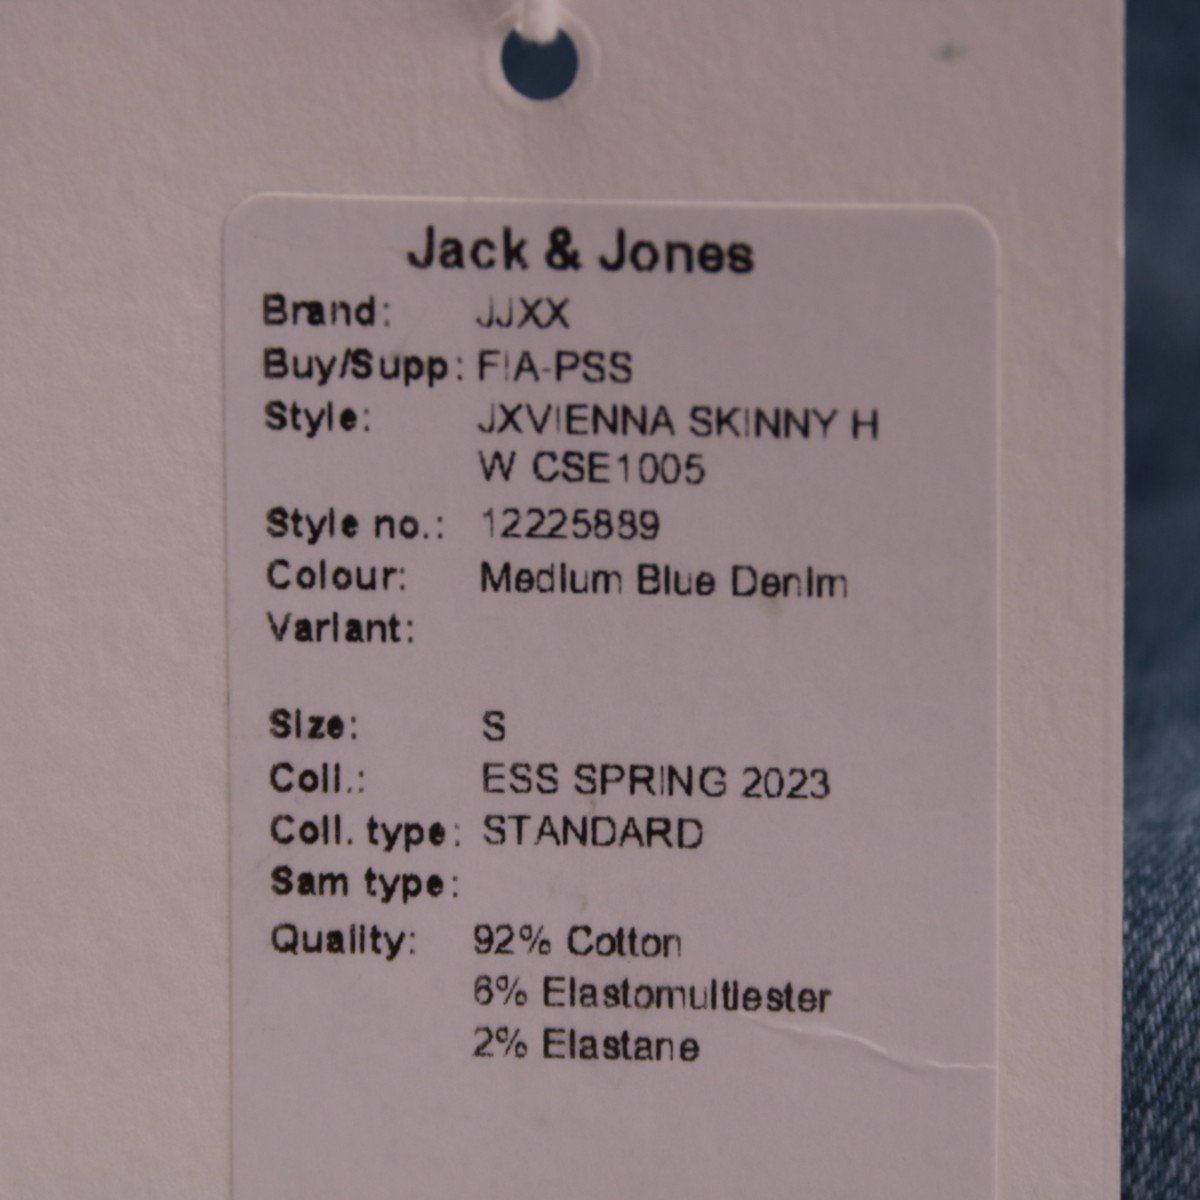 Jack & Jones
Brand: JJXX
Buy/Supp: FIA-PSS
Style: JXVIENNA SKINNY H
W CSE1005
Style no.: 12225889
Colour: Medium Blue Denim
Variant:
Size: S
Coll.: ESS SPRING 2023
Coll. type: STANDARD
Sam type:
Quality: 92% Cotton
6% Elastomultiester
2% Elastane